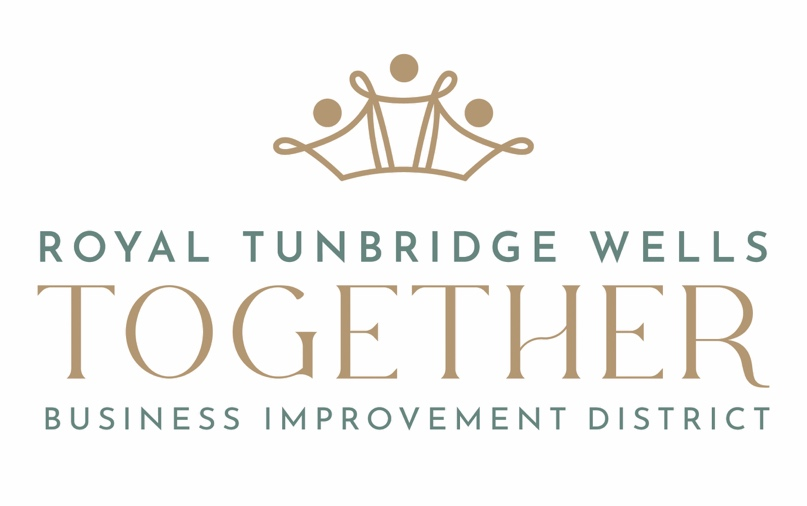 ROYAL TUNBRIDGE WELLS
TOGETHER
BUSINESS IMPROVEMENT DISTRICT